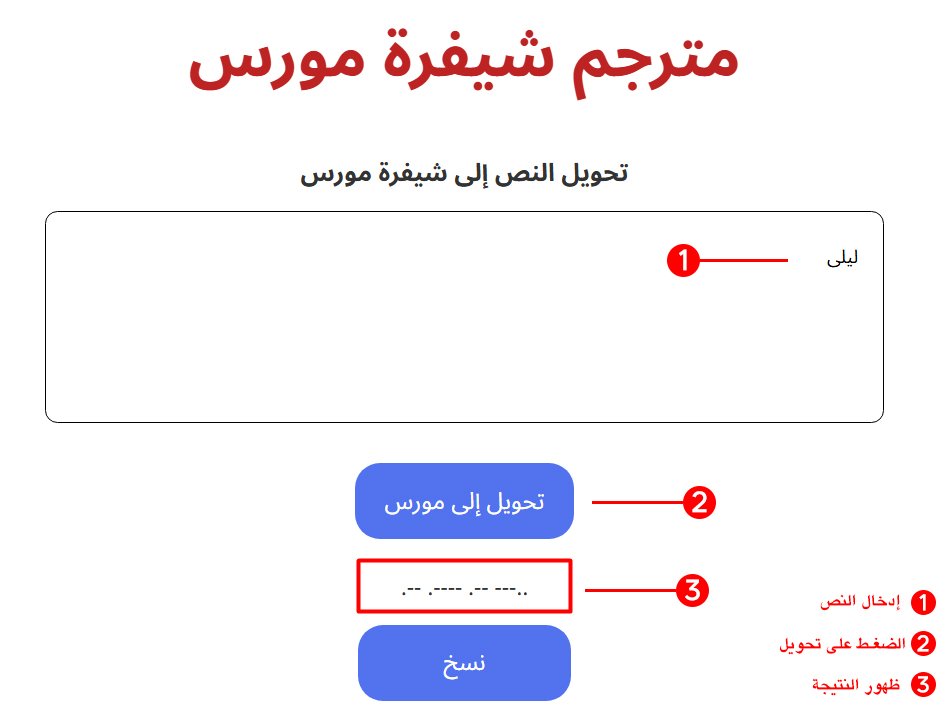 مترجم شيفرة مورس
تحويل النص إلى شيفرة مورس
ليلى
1
تحويل إلى مورس
2
.-- .---- .-- ---..
3
نسخ
1 إدخال النص
2 الضغط على تحويل
3 ظهور النتيجة